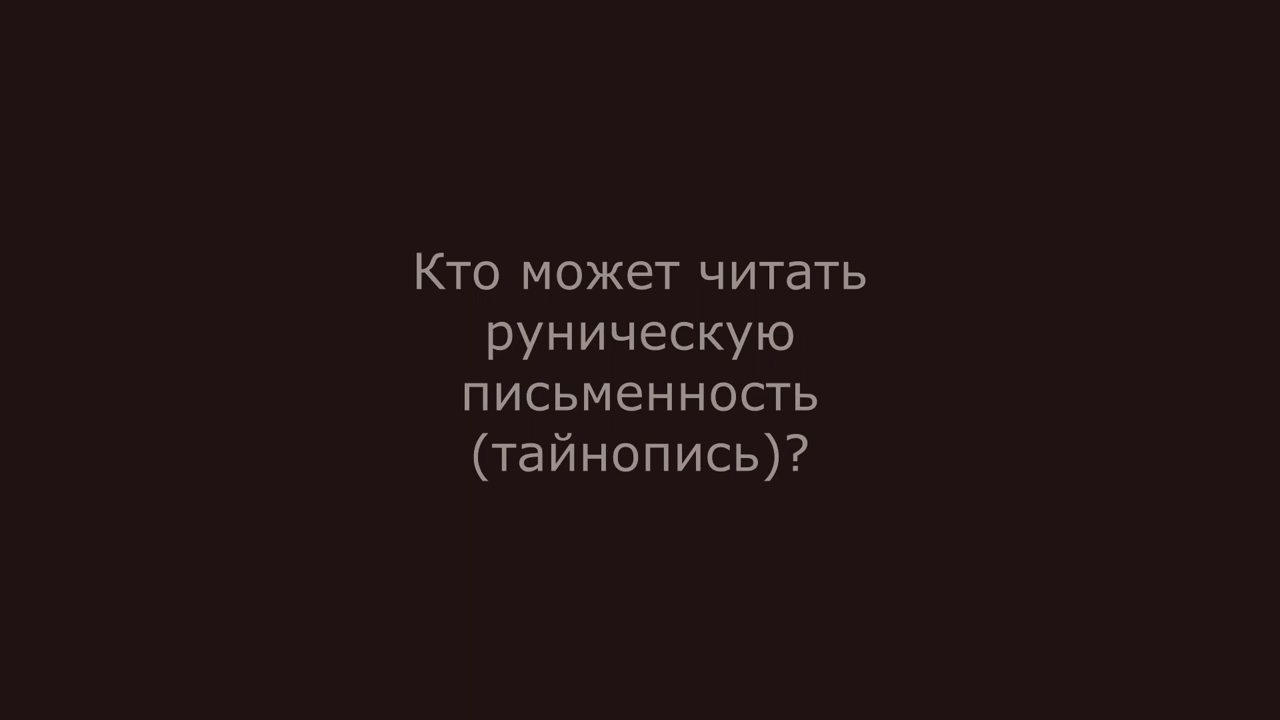 Кто может читать
руническую
письменность
(тайнопись)?